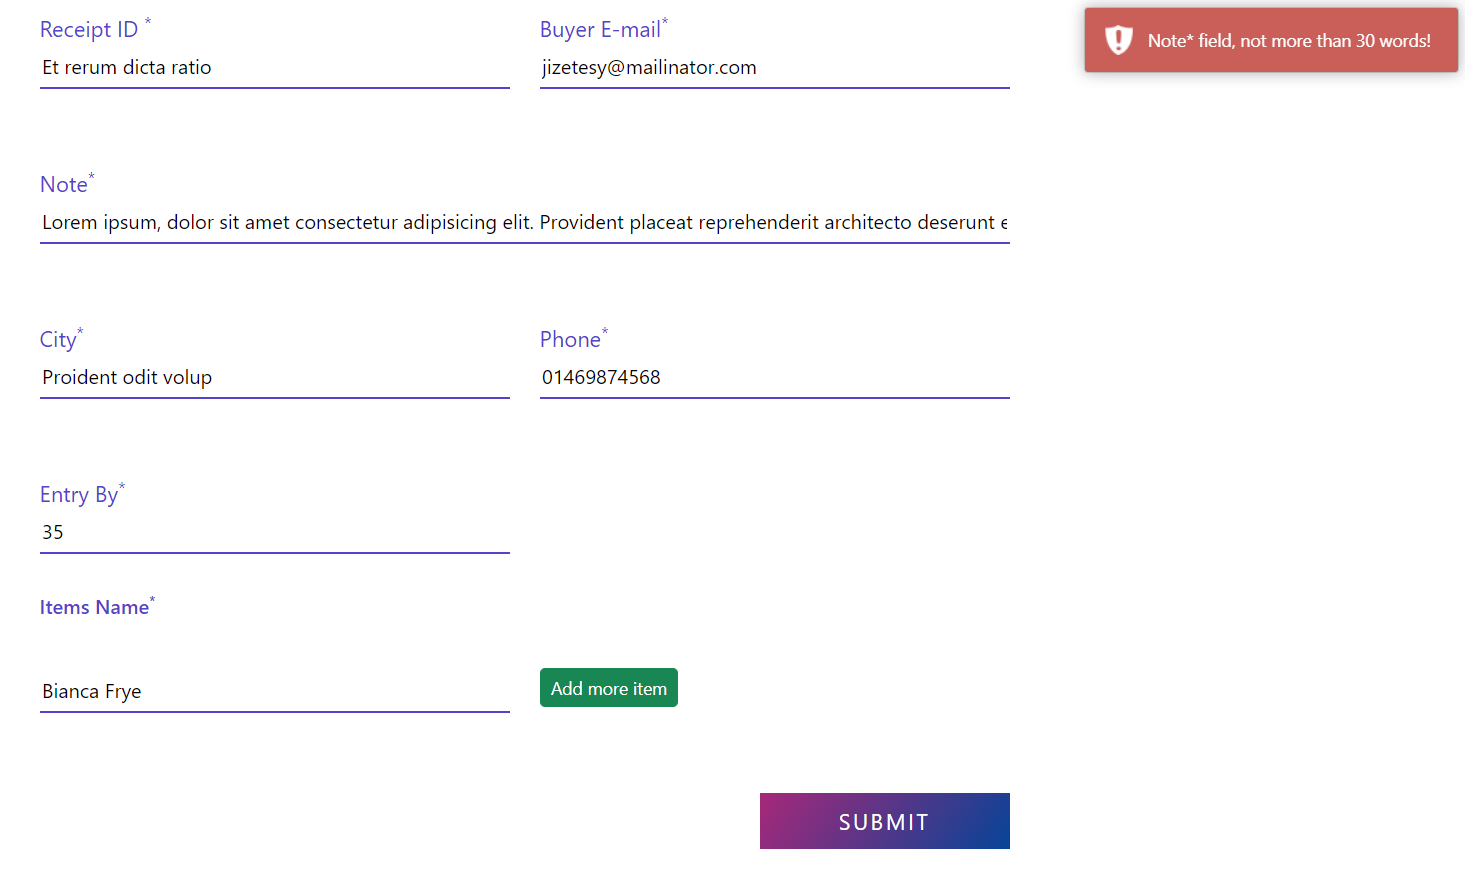 Receipt ID *
Buyer E-mail*
Et rerum dicta ratio
jizetesy@mailinator.com
Note* field, not more than 30 words!
Note*
Lorem ipsum, dolor sit amet consectetur adipisicing elit. Provident placeat reprehenderit architecto deserunt e
City*
Phone*
Proident odit volup
01469874568
Entry By*
35
Items Name*
Bianca Frye
Add more item
SUBMIT